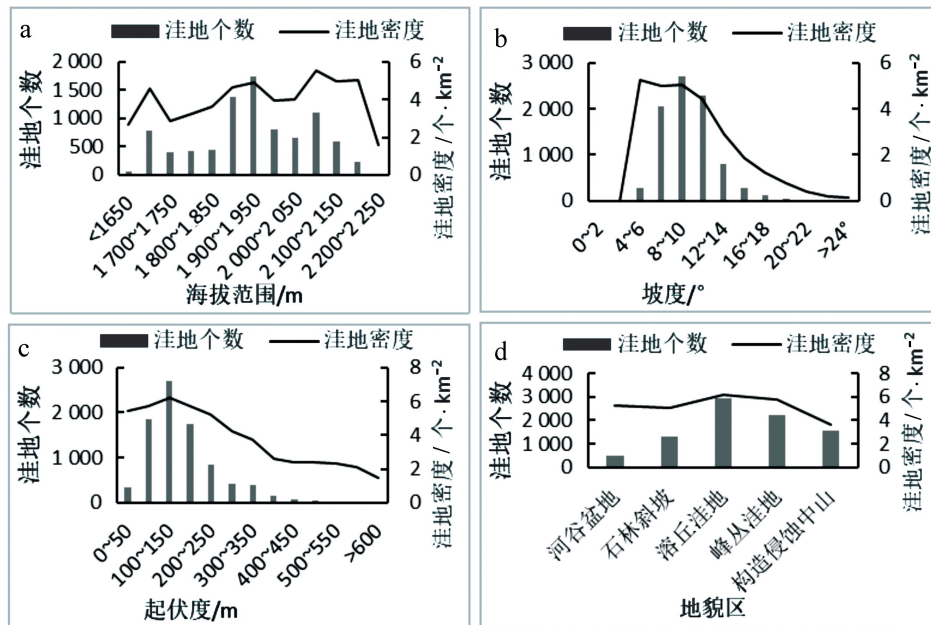 a
洼地个数 洼地密度
洼地个数
2 000
1 500
1 000
500
0
6
4
2
0
洼地密度 / 个· km⁻²
<1650
1 700~1 750
1 800~1 850
1 900~1 950
2 000~2 050
2 100~2 150
2 200~2 250
海拔范围/m
b
洼地个数 洼地密度
洼地个数
3 000
2 000
1 000
0
6
4
2
0
洼地密度 / 个· km⁻²
0~2
4~6
8~10
12~14
16~18
20~22
>24°
坡度/°
c
洼地个数 洼地密度
洼地个数
3 000
2 000
1 000
0
8
6
4
2
0
洼地密度 / 个· km⁻²
0~50
100~150
200~250
300~350
400~450
500~550
>600
起伏度/m
d
洼地个数 洼地密度
洼地个数
4 000
3 000
2 000
1 000
0
8
6
4
2
0
洼地密度 / 个· km⁻²
河谷盆地
石林斜坡
溶丘洼地
峰丛洼地
构造侵蚀中山
地貌区